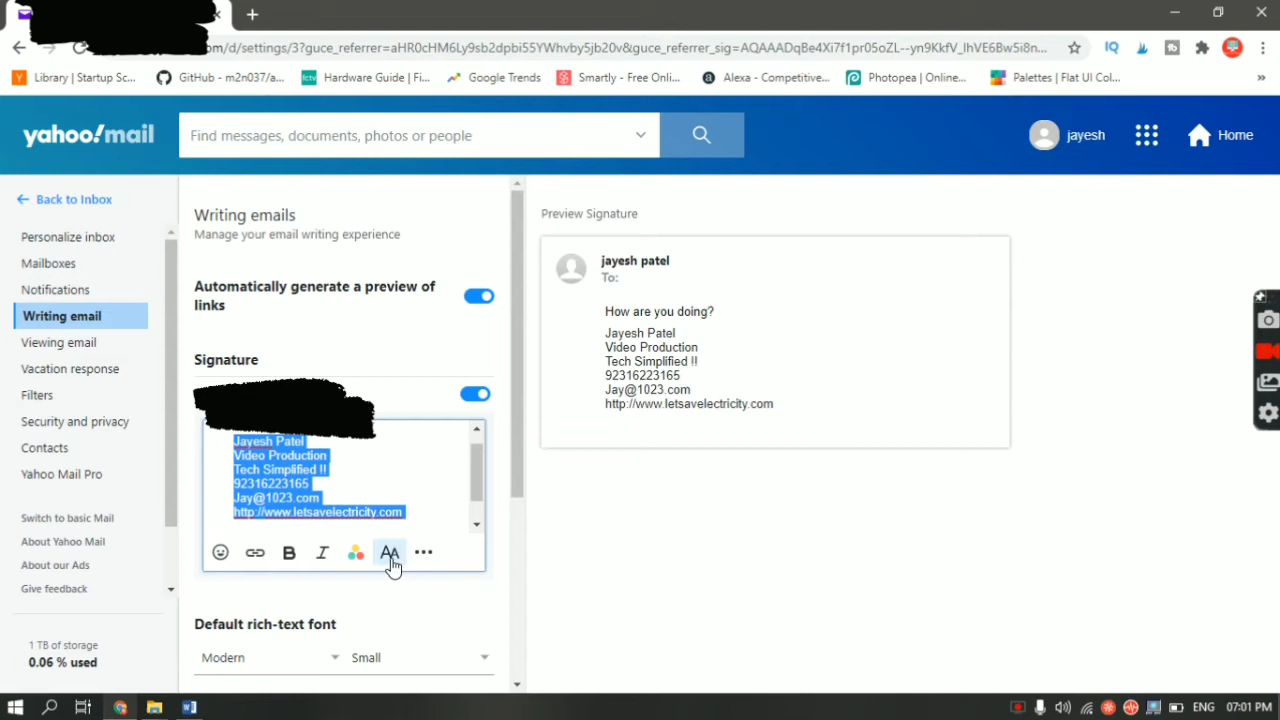 com/d/settings/3?guce_referrer=aHR0cHM6Ly9sb2dpbi55YWhvby5jb20v&guce_referrer_sig=AQAAADqBe4Xi7f1pr05oZL--yn9KkfV_lhVE6Bw5i8n...
IQ
Library | Startup Sc...
GitHub - m2n037/a...
Hardware Guide | Fi...
Google Trends
Smartly - Free Onli...
Alexa - Competitive...
Photopea | Online...
Palettes | Flat UI Col...
yahoo!mail
Find messages, documents, photos or people
jayesh
Home
Back to Inbox
Personalize inbox
Mailboxes
Notifications
Writing email
Viewing email
Vacation response
Filters
Security and privacy
Contacts
Yahoo Mail Pro
Switch to basic Mail
About Yahoo Mail
About our Ads
Give feedback
1 TB of storage
0.06 % used
Writing emails
Manage your email writing experience
Automatically generate a preview of
links
Signature
Jayesh Patel
Video Production
Tech Simplified !!
92316223165
Jay@1023.com
http://www.letsavelectricity.com
Default rich-text font
Modern
Small
Preview Signature
jayesh patel
To:
How are you doing?
Jayesh Patel
Video Production
Tech Simplified !!
92316223165
Jay@1023.com
http://www.letsavelectricity.com
ENG
07:01 PM